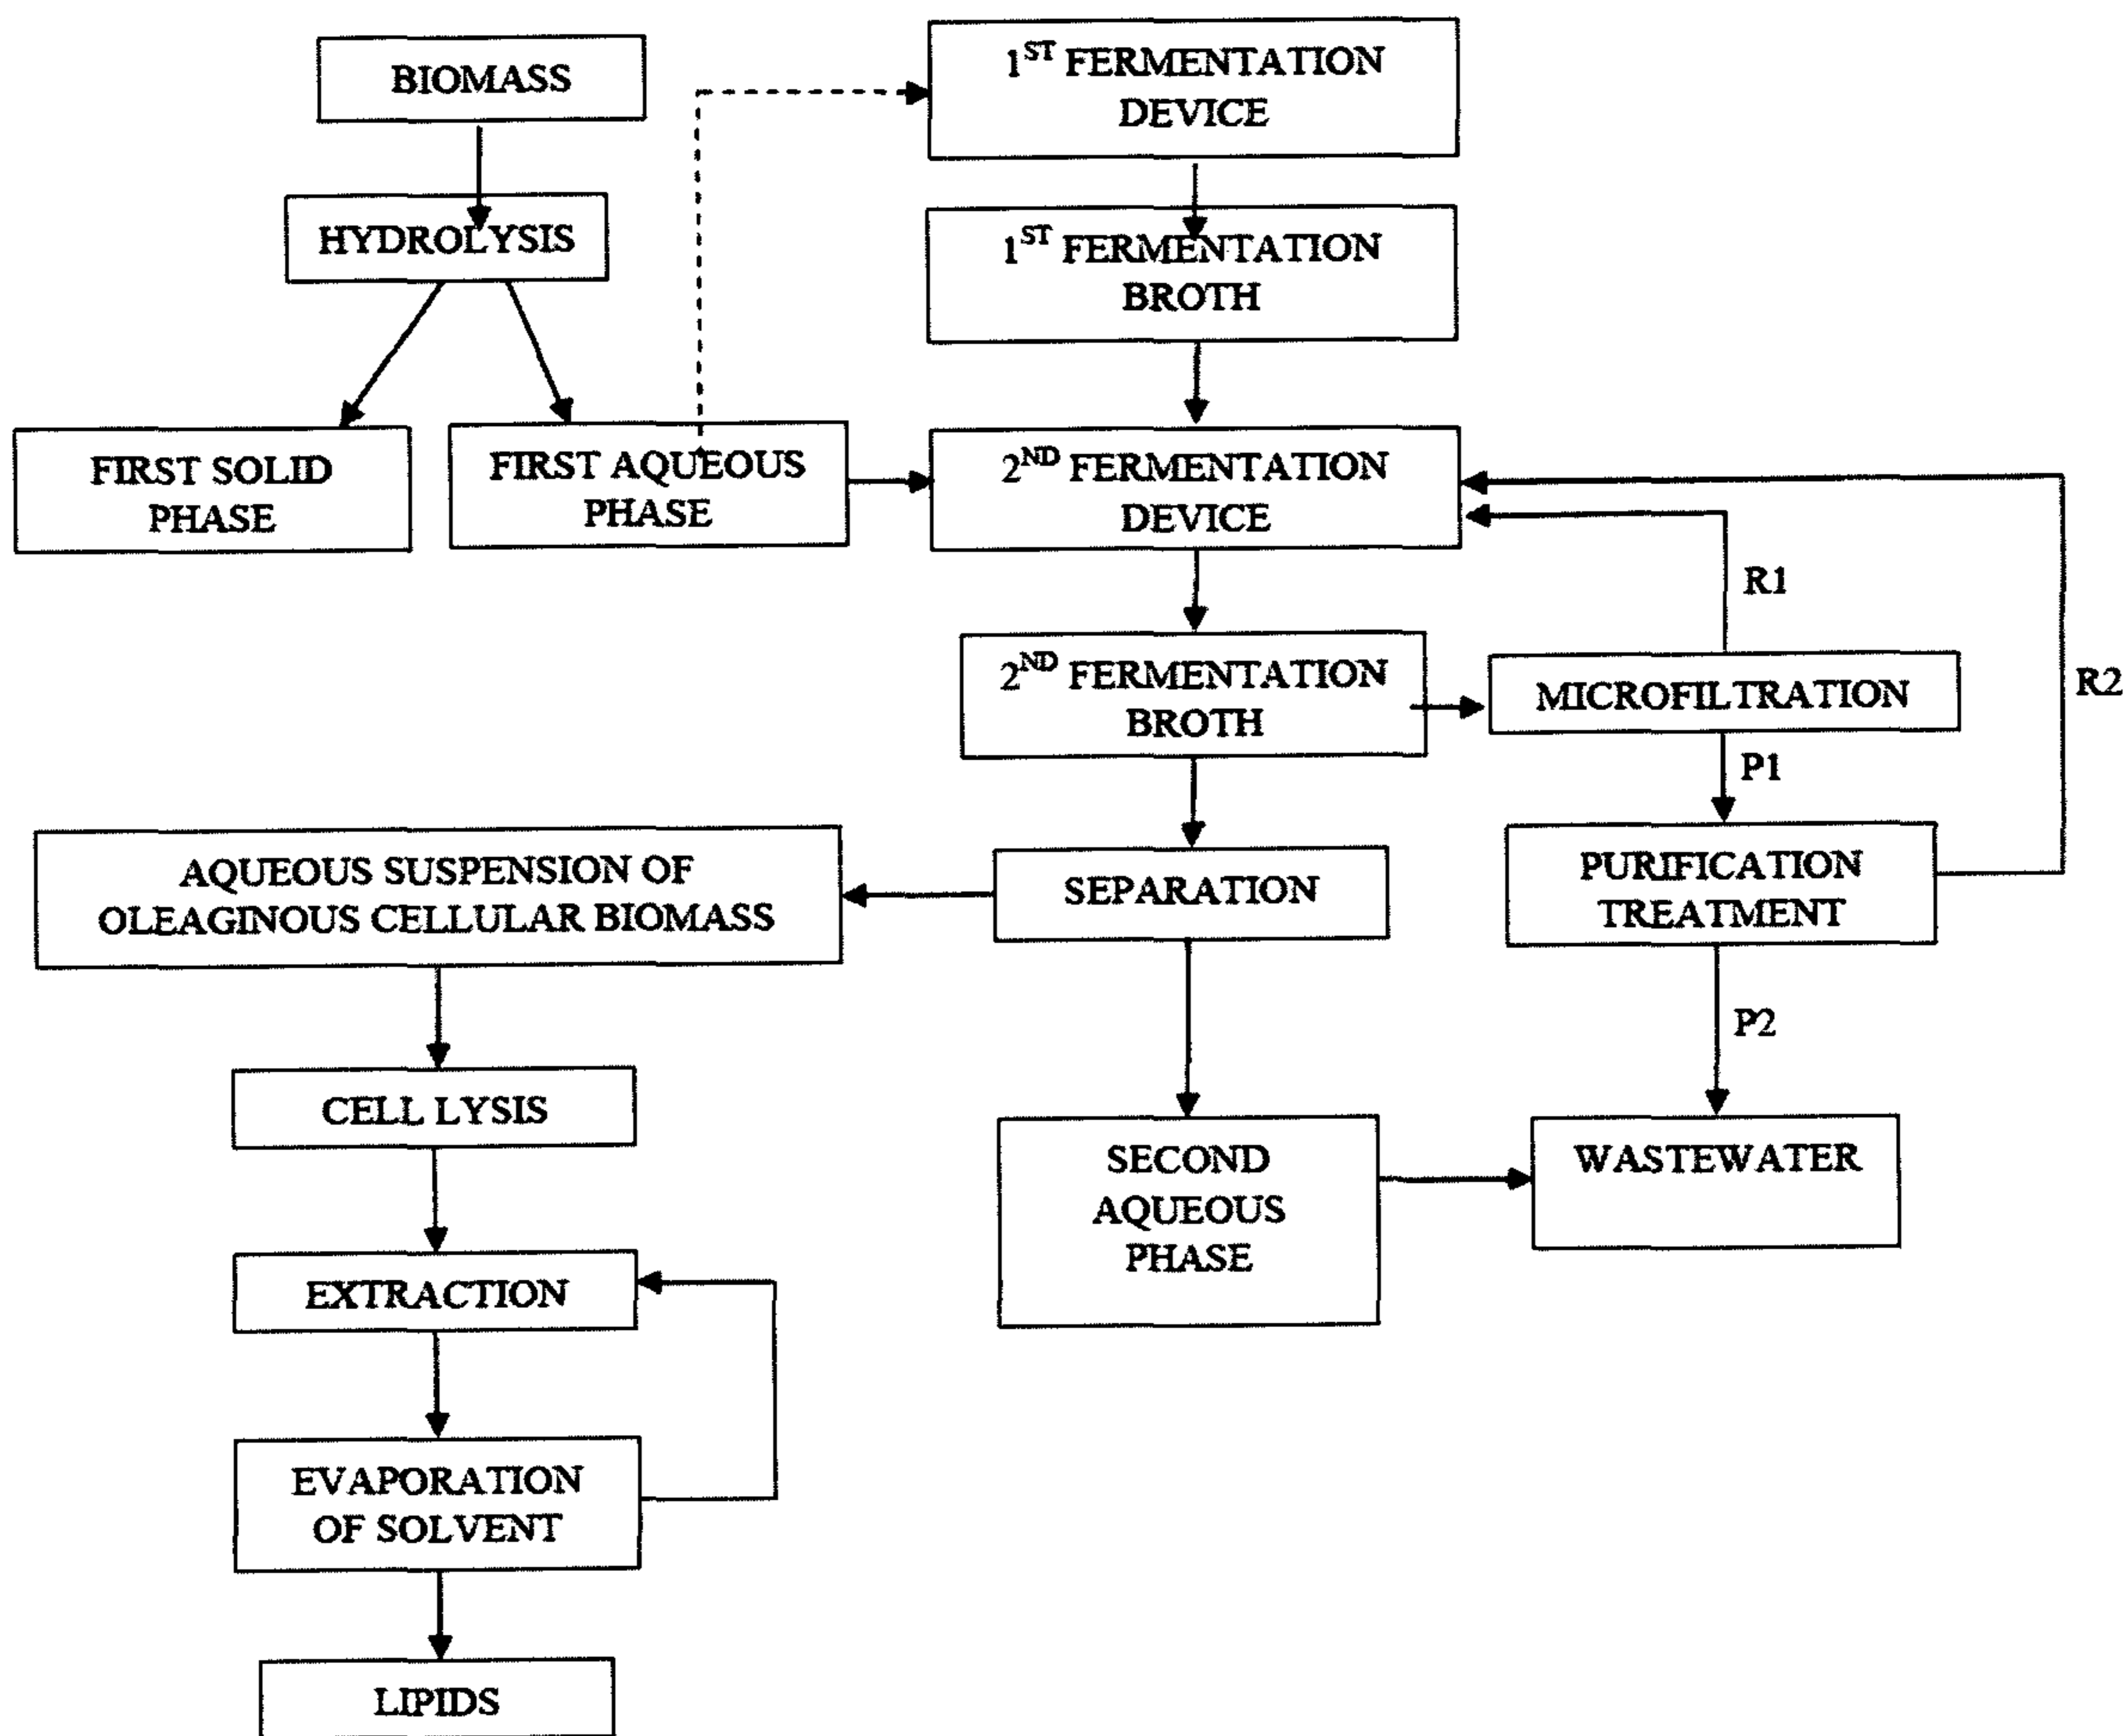 BIOMASS
1ST FERMENTATION
DEVICE
HYDROLYSIS
1ST FERMENTATION
BROTH
FIRST SOLID
PHASE
FIRST AQUEOUS
PHASE
2ND FERMENTATION
DEVICE
R1
R2
2ND FERMENTATION
BROTH
MICROFILTRATION
P1
AQUEOUS SUSPENSION OF
OLEAGINOUS CELLULAR BIOMASS
SEPARATION
PURIFICATION
TREATMENT
P2
CELL LYSIS
SECOND
AQUEOUS
PHASE
WASTEWATER
EXTRACTION
EVAPORATION
OF SOLVENT
LIPIDS